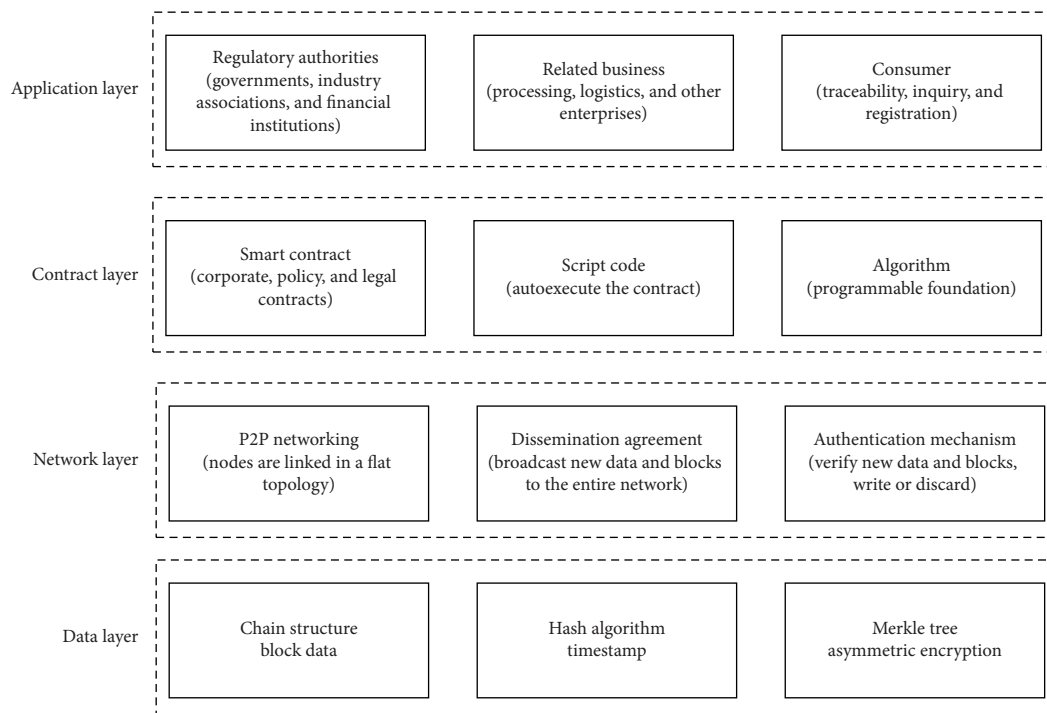 Application layer
Regulatory authorities
(governments, industry
associations, and financial
institutions)
Related business
(processing, logistics, and other
enterprises)
Consumer
(traceability, inquiry, and
registration)
Contract layer
Smart contract
(corporate, policy, and legal
contracts)
Script code
(autoexecute the contract)
Algorithm
(programmable foundation)
Network layer
P2P networking
(nodes are linked in a flat
topology)
Dissemination agreement
(broadcast new data and blocks
to the entire network)
Authentication mechanism
(verify new data and blocks,
write or discard)
Data layer
Chain structure
block data
Hash algorithm
timestamp
Merkle tree
asymmetric encryption